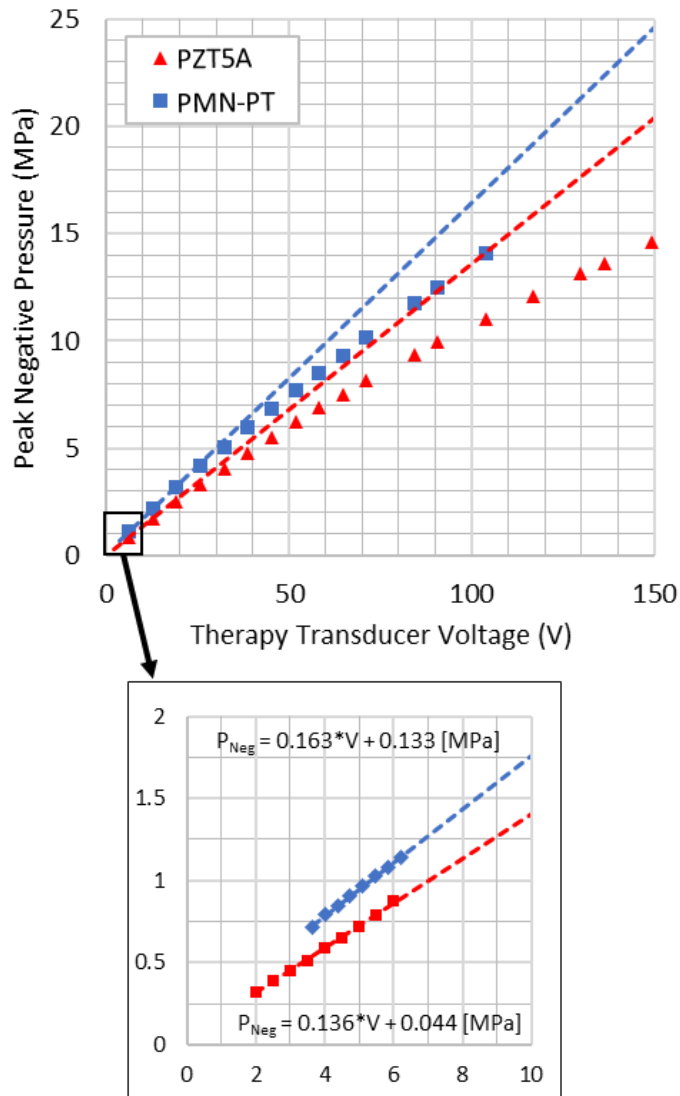 25
20
15
10
5
0
Peak Negative Pressure (MPa)
PZT5A
PMN-PT
0 50 100 150
Therapy Transducer Voltage (V)
2
1.5
1
0.5
0
P_Neg = 0.163*V + 0.133 [MPa]
P_Neg = 0.136*V + 0.044 [MPa]
0 2 4 6 8 10